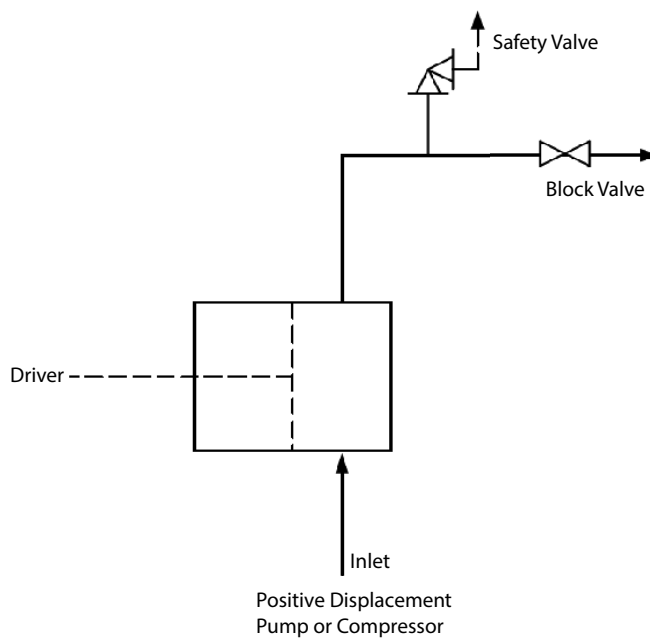 Safety Valve
Block Valve
Driver
Inlet
Positive Displacement
Pump or Compressor